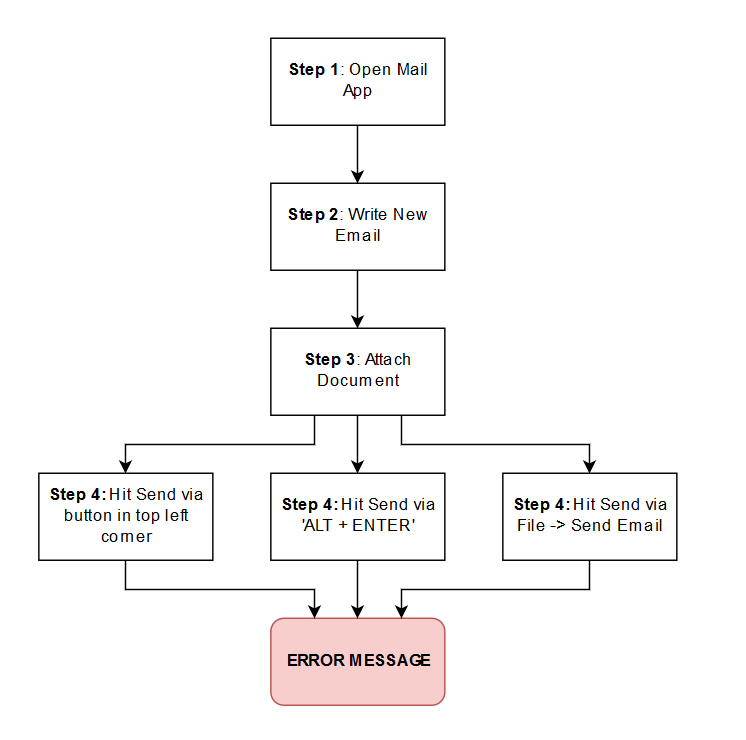 Step 1: Open Mail
App
Step 2: Write New
Email
Step 3: Attach
Document
Step 4: Hit Send via
button in top left
corner
Step 4: Hit Send via
'ALT + ENTER'
Step 4: Hit Send via
File -> Send Email
ERROR MESSAGE